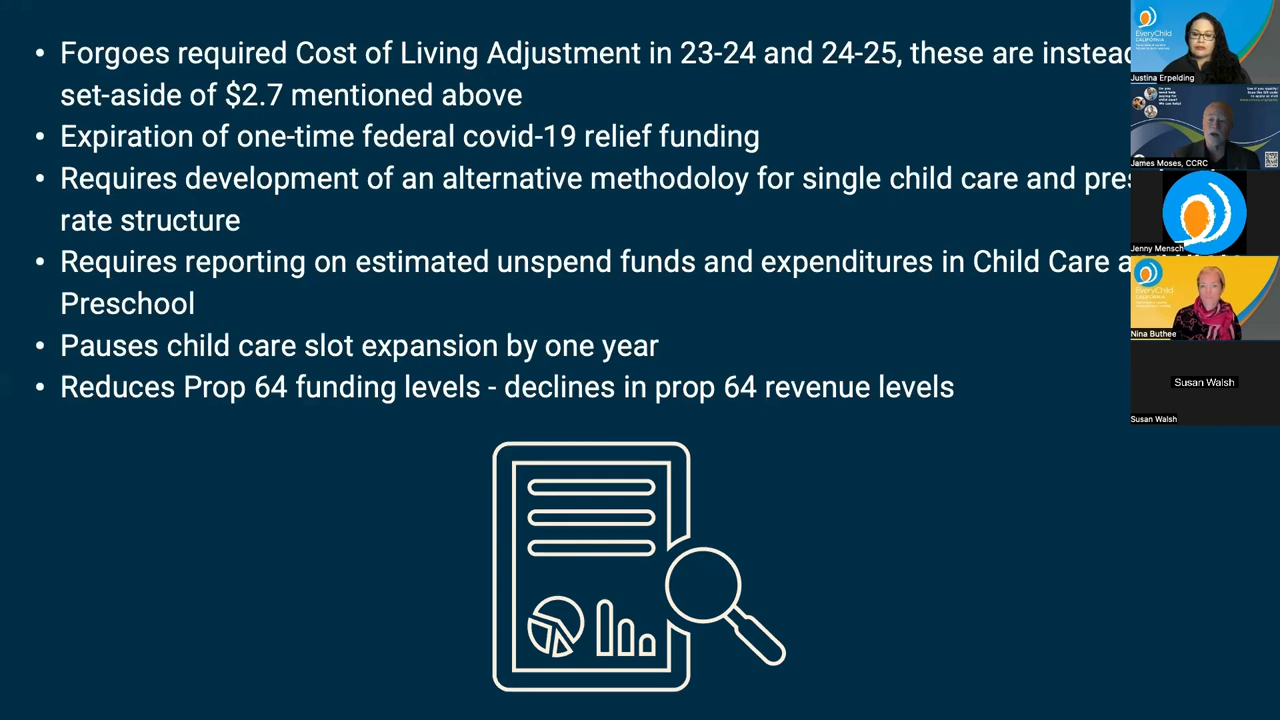 • Forgoes required Cost of Living Adjustment in 23-24 and 24-25, these are instead
set-aside of $2.7 mentioned above
• Expiration of one-time federal covid-19 relief funding
• Requires development of an alternative methodoloy for single child care and
rate structure
• Requires reporting on estimated unspend funds and expenditures in Child Care
Preschool
• Pauses child care slot expansion by one year
• Reduces Prop 64 funding levels - declines in prop 64 revenue levels
EveryChild
CALIFORNIA
Justina Erpelding
James Moses, CCRC
Jenny Mensch
EveryChild
CALIFORNIA
Nina Buthee
Susan Walsh
Susan Walsh